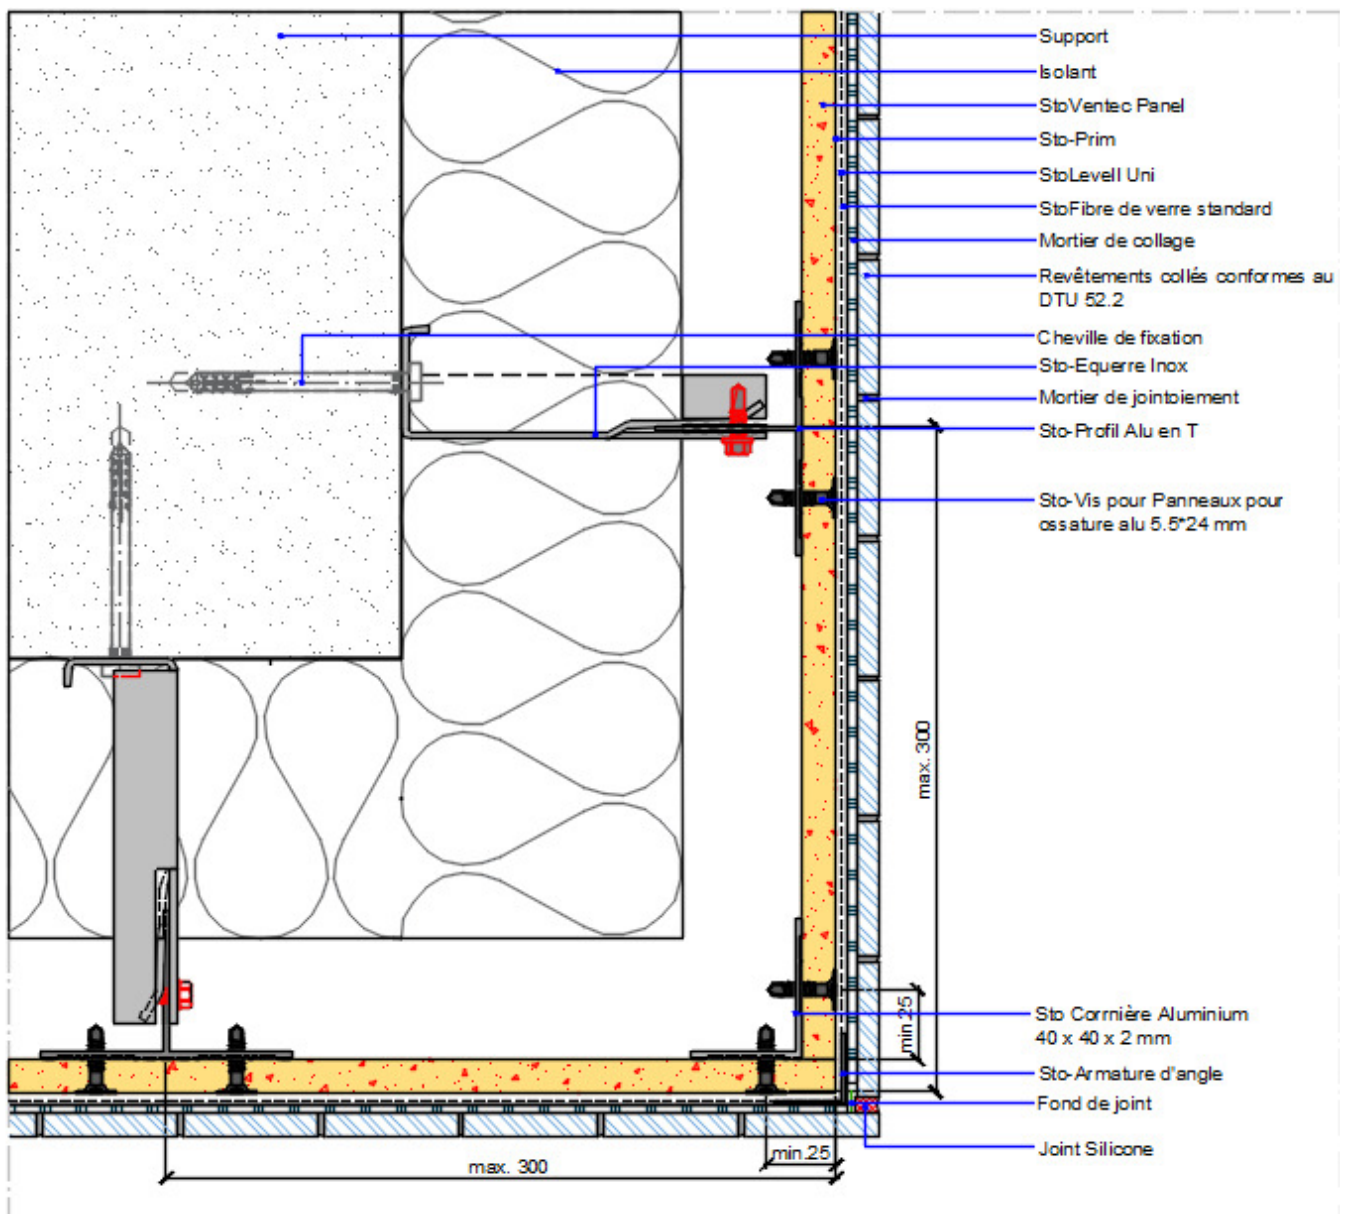 Support
Isolant
StoVentec Panel
Sto-Prim
StoLevell Uni
StoFibre de verre standard
Mortier de collage
Revêtements collés conformes au
DTU 52.2
Cheville de fixation
Sto-Equerre Inox
Mortier de jointoiement
Sto-Profil Alu en T
Sto-Vis pour Panneaux pour
ossature alu 5.5*24 mm
max. 300
min.25
Sto Corrnière Aluminium
40 x 40 x 2 mm
Sto-Armature d'angle
Fond de joint
Joint Silicone
min.25
max. 300